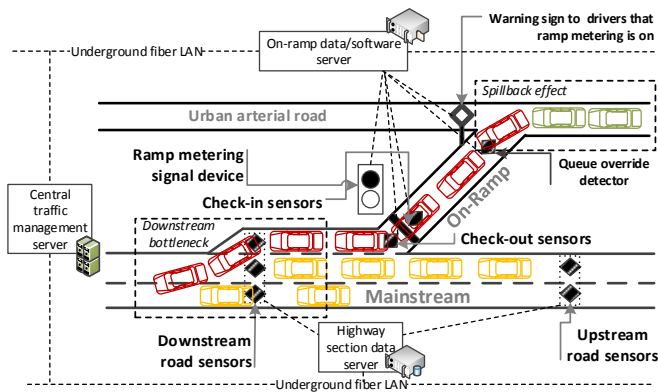 Warning sign to drivers that
ramp metering is on
On-ramp data/software
server
Underground fiber LAN
Spillback effect
Urban arterial road
Ramp metering
signal device
Queue override
detector
Check-in sensors
On-Ramp
Central
traffic
management
server
Downstream
bottleneck
Check-out sensors
Mainstream
Downstream
road sensors
Highway
section data
server
Upstream
road sensors
Underground fiber LAN